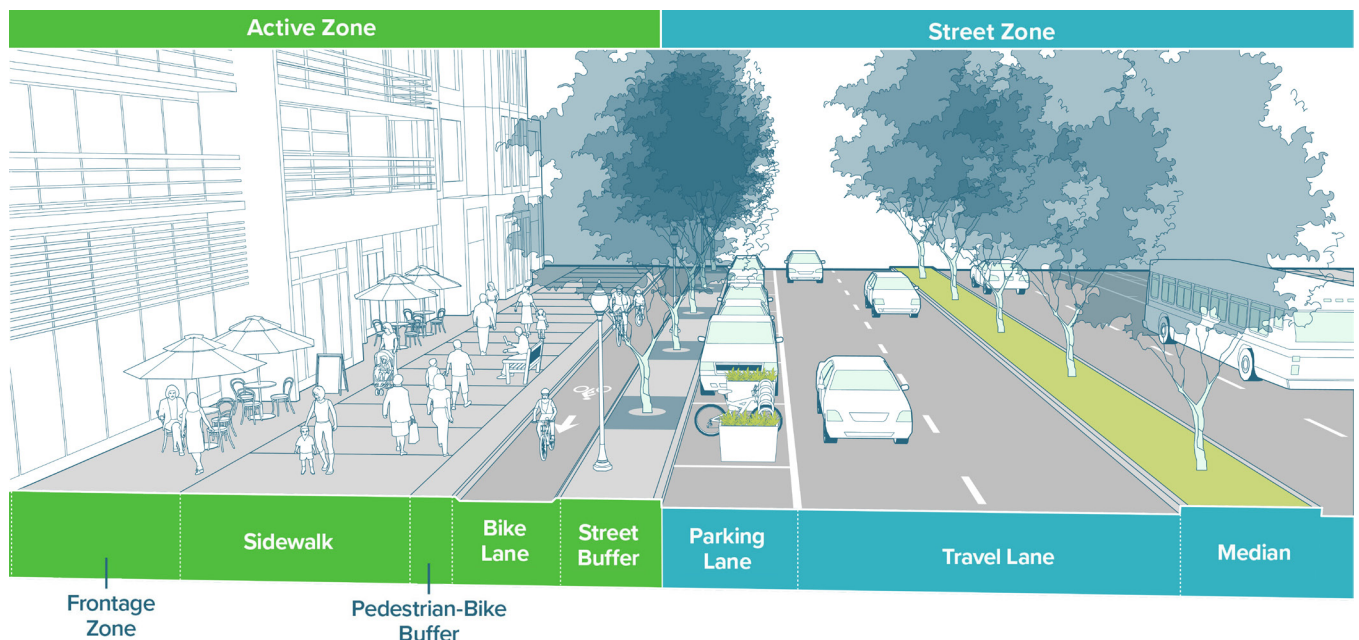 Active Zone
Street Zone
Sidewalk
Bike
Lane
Street
Buffer
Parking
Lane
Travel Lane
Median
Frontage
Zone
Pedestrian-Bike
Buffer